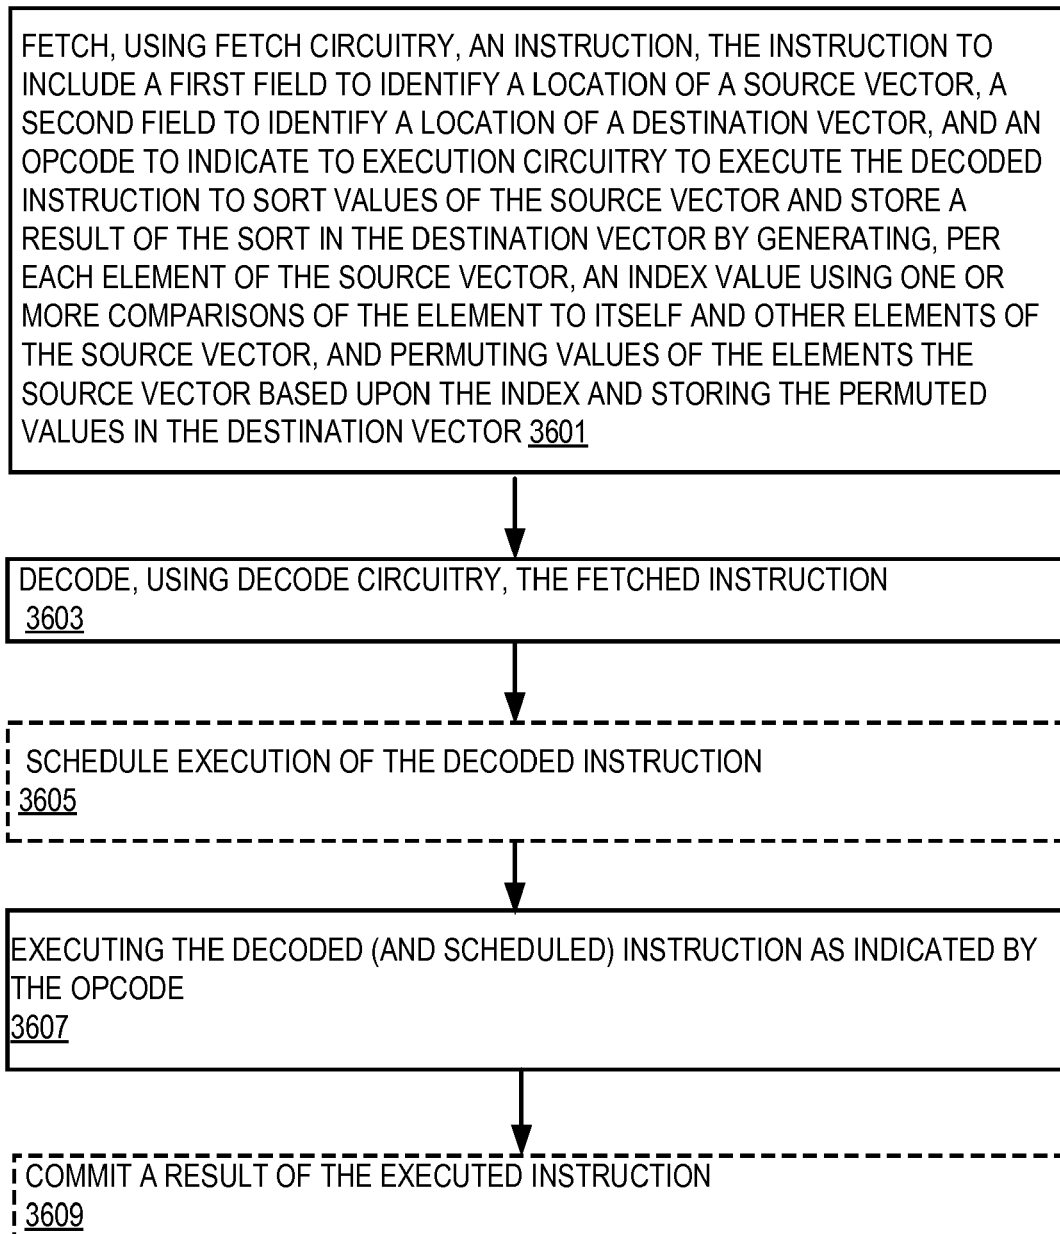 FETCH, USING FETCH CIRCUITRY, AN INSTRUCTION, THE INSTRUCTION TO
INCLUDE A FIRST FIELD TO IDENTIFY A LOCATION OF A SOURCE VECTOR, A
SECOND FIELD TO IDENTIFY A LOCATION OF A DESTINATION VECTOR, AND AN
OPCODE TO INDICATE TO EXECUTION CIRCUITRY TO EXECUTE THE DECODED
INSTRUCTION TO SORT VALUES OF THE SOURCE VECTOR AND STORE A
RESULT OF THE SORT IN THE DESTINATION VECTOR BY GENERATING, PER
EACH ELEMENT OF THE SOURCE VECTOR, AN INDEX VALUE USING ONE OR
MORE COMPARISONS OF THE ELEMENT TO ITSELF AND OTHER ELEMENTS OF
THE SOURCE VECTOR, AND PERMUTING VALUES OF THE ELEMENTS THE
SOURCE VECTOR BASED UPON THE INDEX AND STORING THE PERMUTED
VALUES IN THE DESTINATION VECTOR 3601
DECODE, USING DECODE CIRCUITRY, THE FETCHED INSTRUCTION
3603
SCHEDULE EXECUTION OF THE DECODED INSTRUCTION
3605
EXECUTING THE DECODED (AND SCHEDULED) INSTRUCTION AS INDICATED BY
THE OPCODE
3607
COMMIT A RESULT OF THE EXECUTED INSTRUCTION
3609